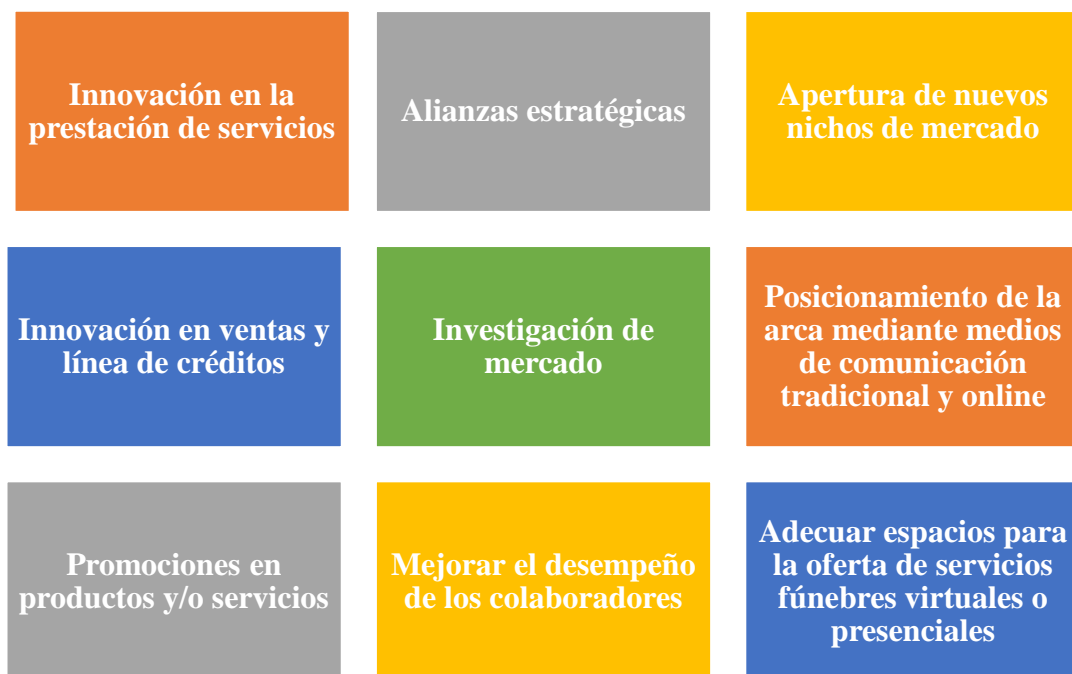 Innovación en la
prestación de servicios
Alianzas estratégicas
Apertura de nuevos
nichos de mercado
Innovación en ventas y
línea de créditos
Investigación de
mercado
Posicionamiento de la
arca mediante medios
de comunicación
tradicional y online
Promociones en
productos y/o servicios
Mejorar el desempeño
de los colaboradores
Adecuar espacios para
la oferta de servicios
fúnebres virtuales o
presenciales